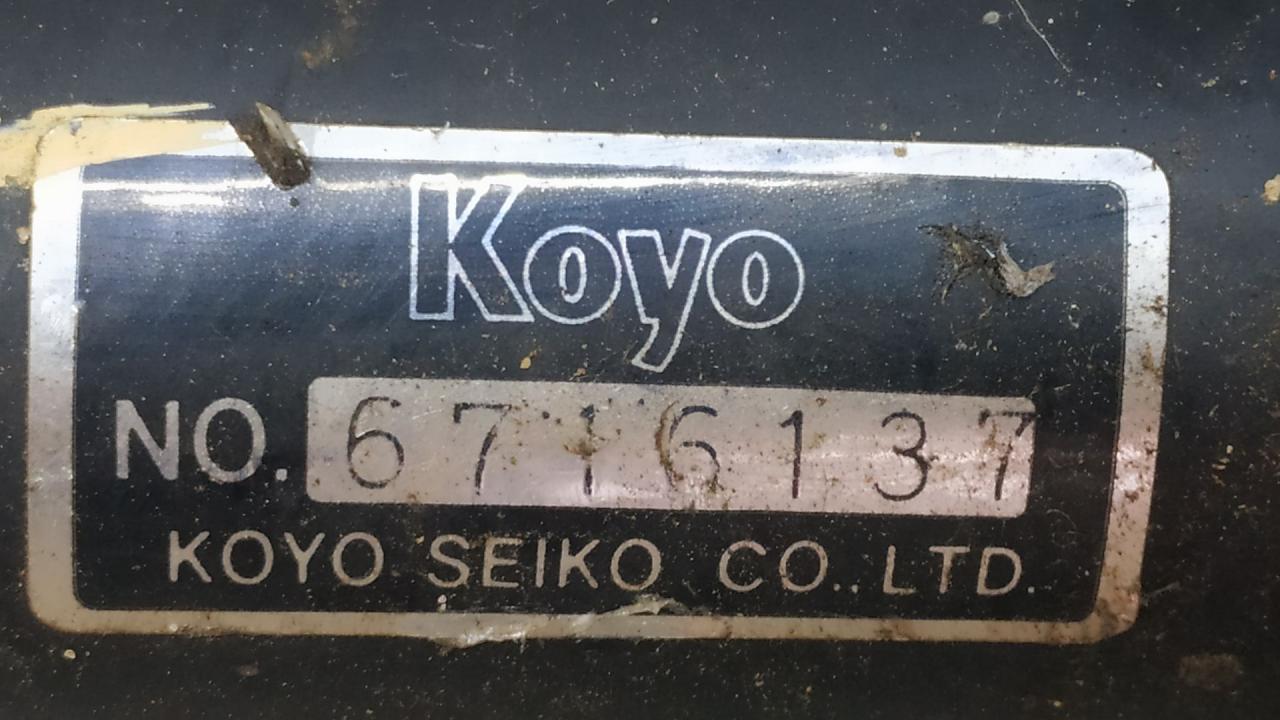 Koyo
NO. 6716137
KOYO SEIKO CO.,LTD.